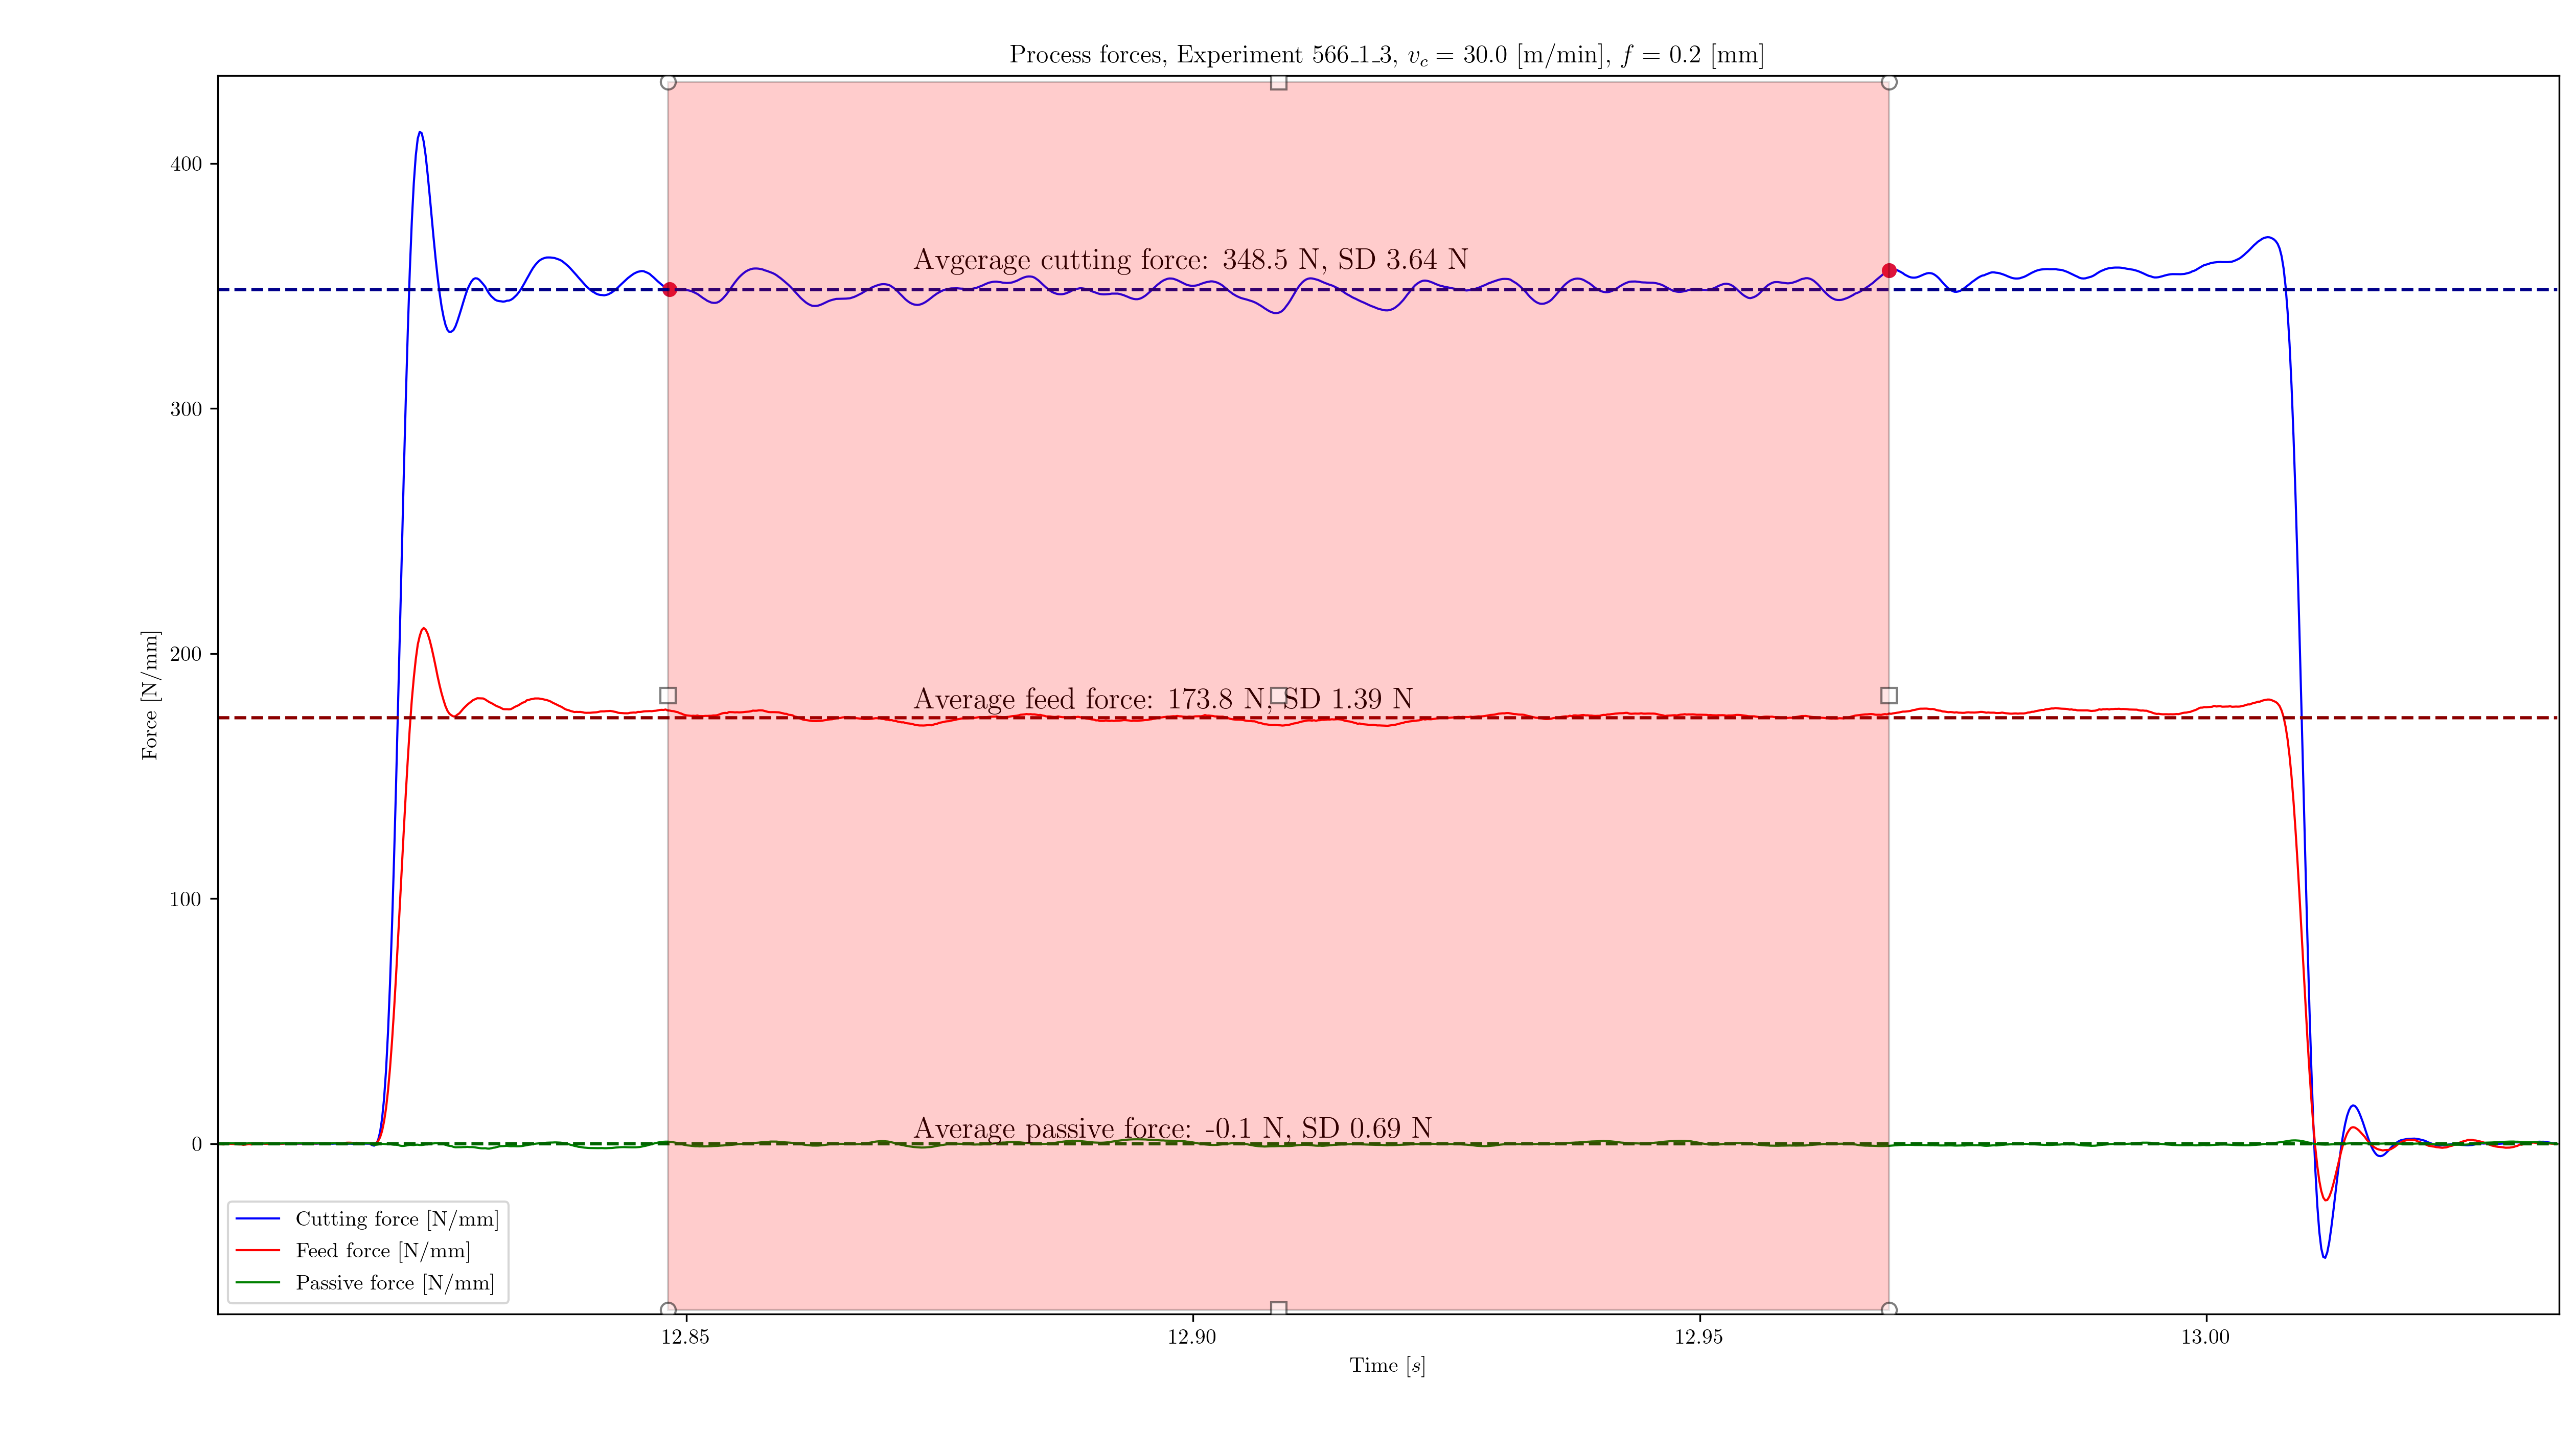 Process forces, Experiment 566_1_3, v_c = 30.0 [m/min], f = 0.2 [mm]
400
300
200
100
0
Force [N/mm]
Avgerage cutting force: 348.5 N, SD 3.64 N
Average feed force: 173.8 N, SD 1.39 N
Average passive force: -0.1 N, SD 0.69 N
Cutting force [N/mm]
Feed force [N/mm]
Passive force [N/mm]
12.85
12.90
12.95
13.00
Time [s]